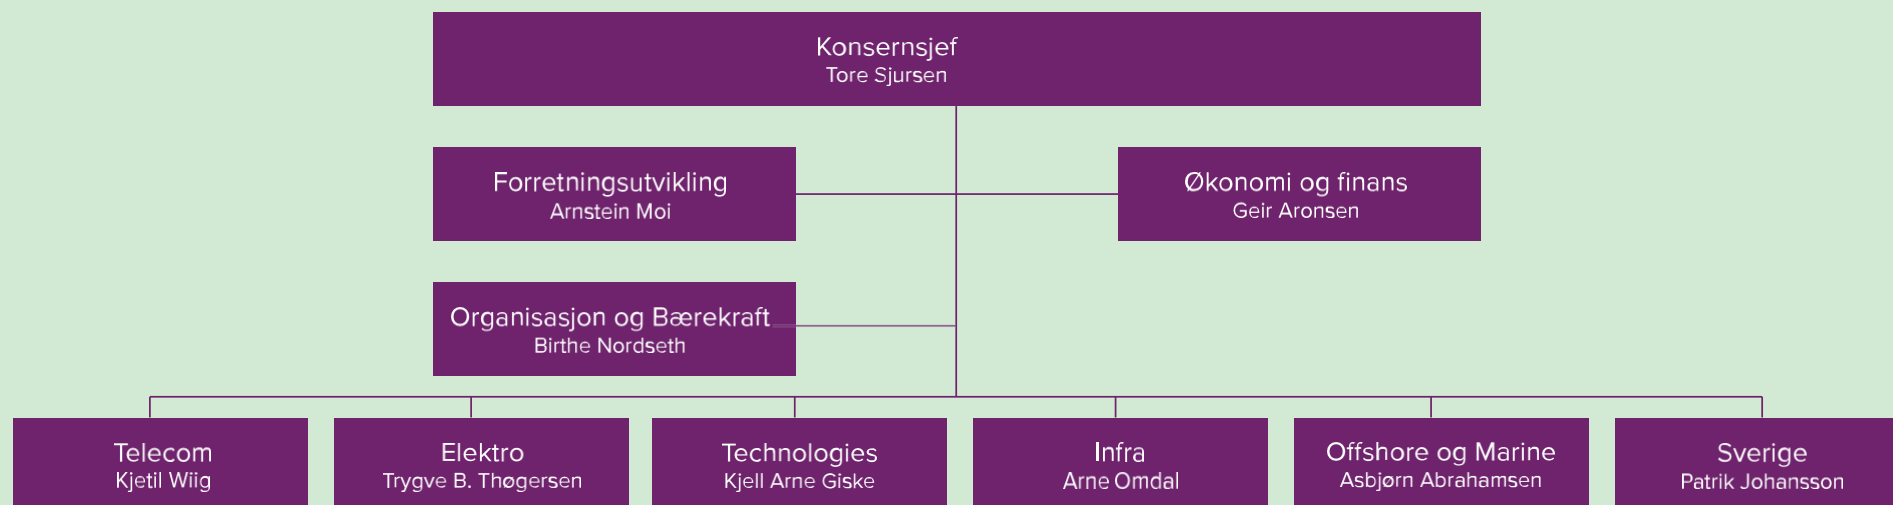 Konsernsjef
Tore Sjursen
Forretningsutvikling
Arnstein Moi
Økonomi og finans
Geir Aronsen
Organisasjon og Bærekraft
Birthe Nordseth
Telecom
Kjetil Wiig
Elektro
Trygve B. Thøgersen
Technologies
Kjell Arne Giske
Infra
Arne Omdal
Offshore og Marine
Asbjørn Abrahamsen
Sverige
Patrik Johansson